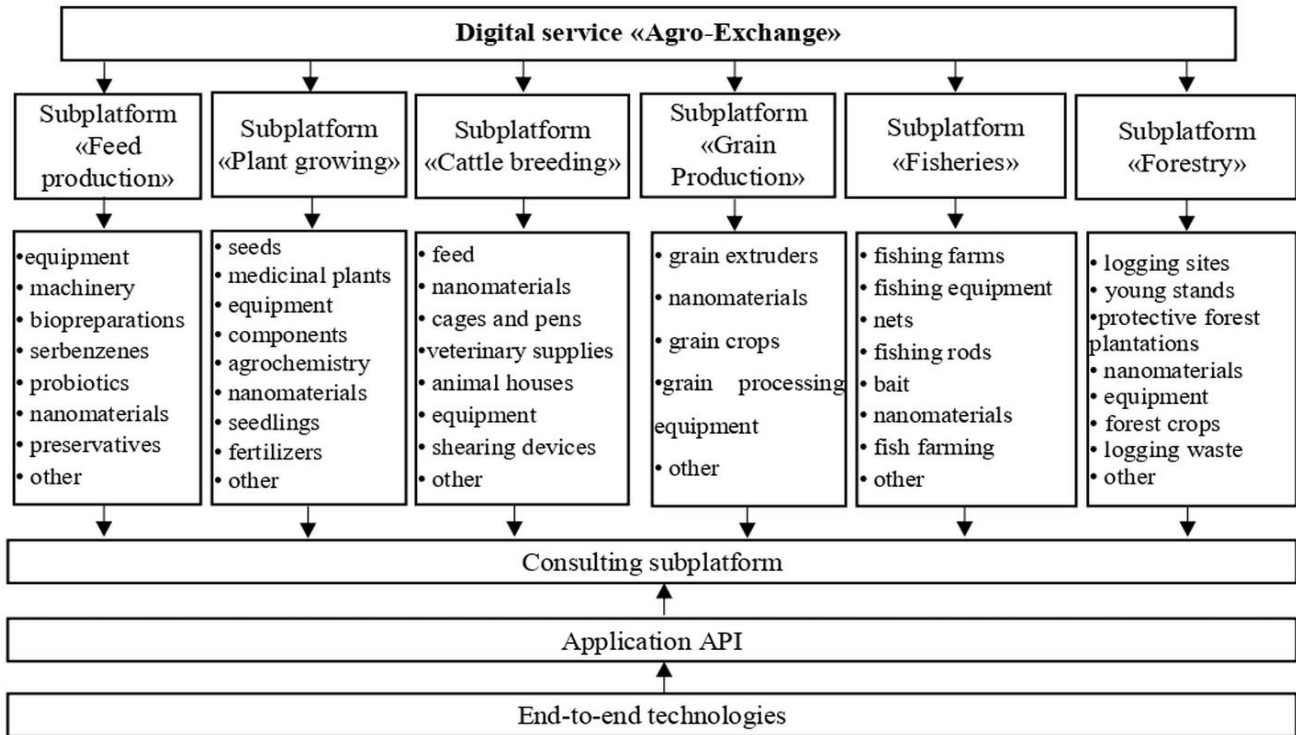 Digital service «Agro-Exchange»
Subplatform
«Feed
production»
Subplatform
«Plant growing»
Subplatform
«Cattle breeding»
Subplatform
«Grain
Production»
Subplatform
«Fisheries»
Subplatform
«Forestry»
•equipment
• machinery
• biopreparations
• serbenzenes
• probiotics
• nanomaterials
• preservatives
• other
• seeds
• medicinal plants
• equipment
• components
• agrochemistry
• nanomaterials
• seedlings
• fertilizers
• other
• feed
• nanomaterials
• cages and pens
•veterinary supplies
• animal houses
• equipment
• shearing devices
• other
• grain extruders
• nanomaterials
• grain crops
•grain processing
equipment
• other
• fishing farms
• fishing equipment
• nets
• fishing rods
• bait
• nanomaterials
• fish farming
• other
• logging sites
• young stands
•protective forest
plantations
• nanomaterials
• equipment
• forest crops
• logging waste
• other
Consulting subplatform
Application API
End-to-end technologies